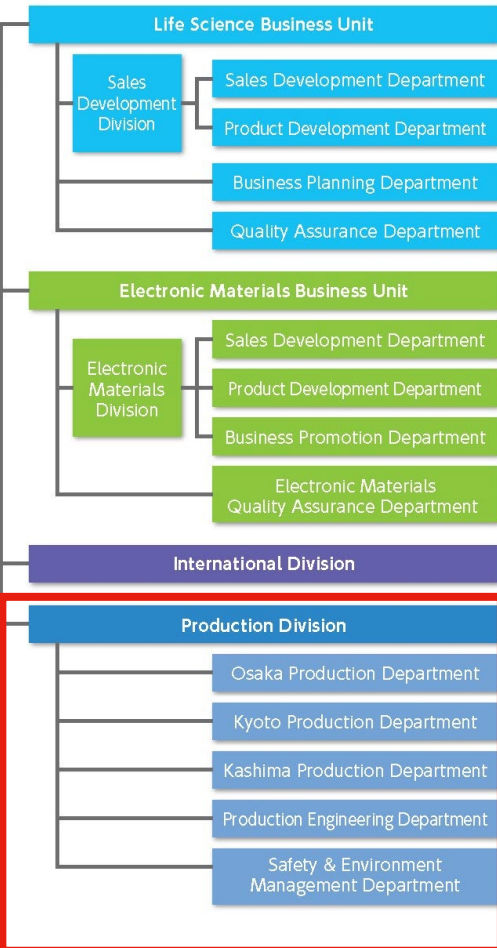 Life Science Business Unit
Sales
Development
Division
Sales Development Department
Product Development Department
Business Planning Department
Quality Assurance Department
Electronic Materials Business Unit
Electronic
Materials
Division
Sales Development Department
Product Development Department
Business Promotion Department
Electronic Materials
Quality Assurance Department
International Division
Production Division
Osaka Production Department
Kyoto Production Department
Kashima Production Department
Production Engineering Department
Safety & Environment
Management Department